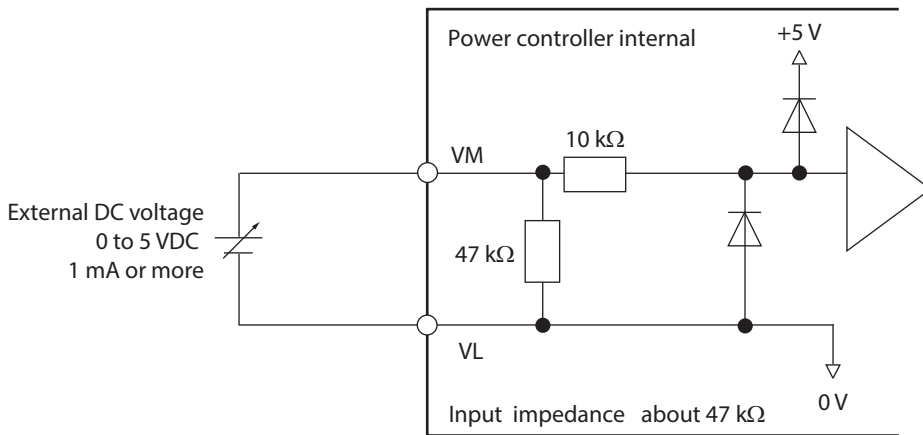 Power controller internal
+5 V
10 kΩ
VM
External DC voltage
0 to 5 VDC
1 mA or more
47 kΩ
VL
0 V
Input impedance about 47 kΩ